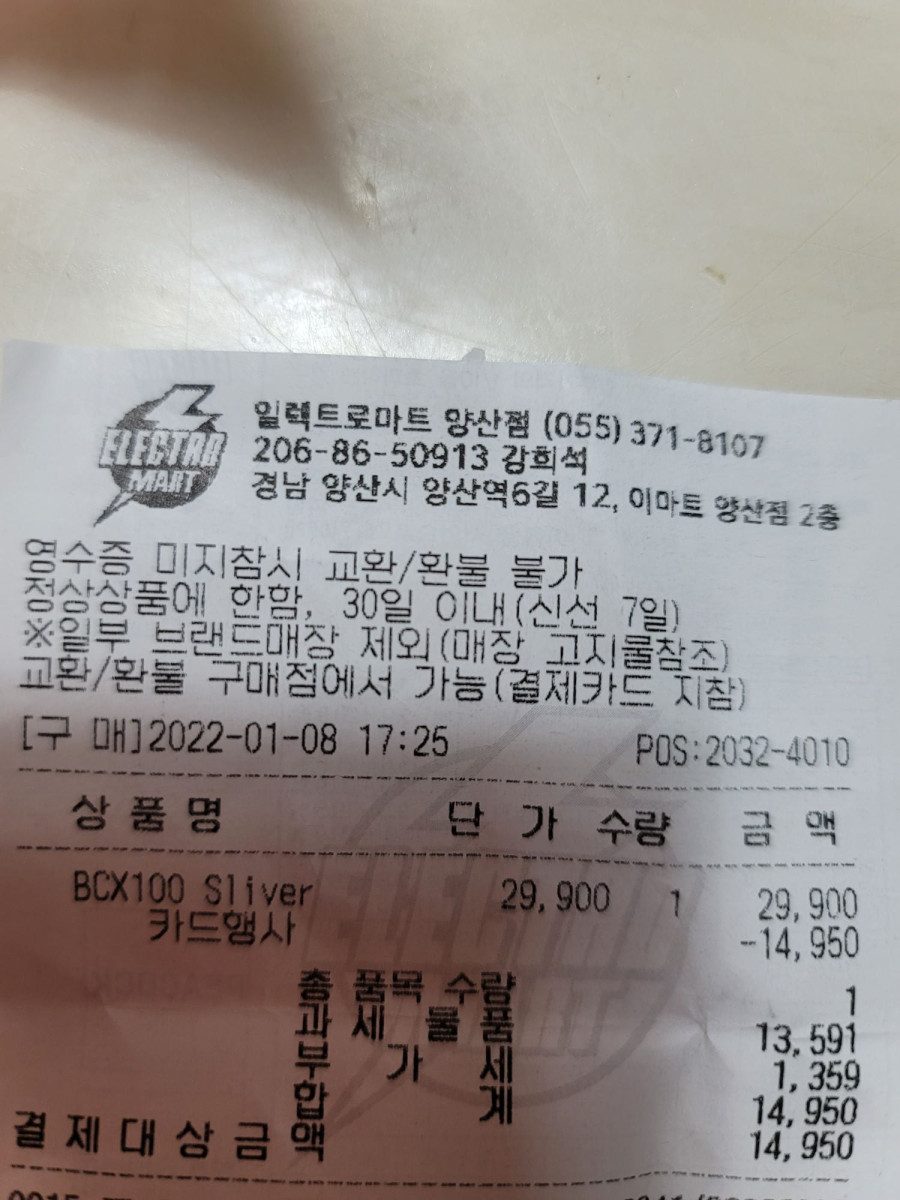 ELECTRO MART
일렉트로마트 양산점 (055) 371-8107
206-86-50913 강희석
경남 양산시 양산역6길 12, 이마트 양산점 2층
영수증 미지참시 교환/환불 불가
정상상품에 한함, 30일 이내(신선 7일)
※일부 브랜드매장 제외(매장 고지물참조)
교환/환불 구매점에서 가능(결제카드 지참)
[구 매]2022-01-08 17:25 POS:2032-4010
상 품 명 단 가 수량 금 액
BCX100 Sliver 29,900 1 29,900
카드행사 -14,950
총 품목 수량 1
과 세 물 품 13,591
부 가 세 1,359
합 계 14,950
결 제 대 상 금 액 14,950